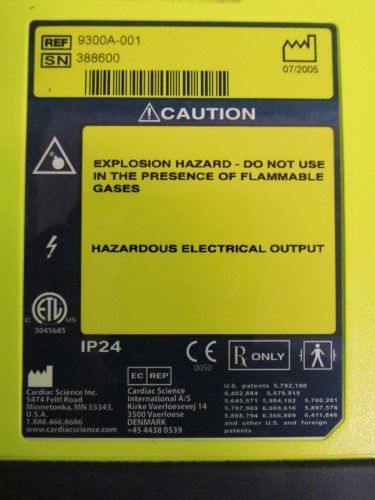 REF 9300A-001
SN 388600
07/2005
CAUTION
EXPLOSION HAZARD - DO NOT USE
IN THE PRESENCE OF FLAMMABLE
GASES
HAZARDOUS ELECTRICAL OUTPUT
C ETL US
3045685
IP24
EC REP
CE
0050
R ONLY
Cardiac Science Inc.
5474 Feltl Road
Minnetonka, MN 55343,
U.S.A.
1.888.466.8686
www.cardiacscience.com
Cardiac Science
International A/S
Kirke Vaerloesevej 14
3500 Vaerloese
DENMARK
+45 4438 0539
U.S. patents 5,792,190
5,402,884 5,579,919
5,645,571 5,984,102 5,700,281
5,797,969 6,088,616 5,897,576
5,868,794 6,366,809 6,411,846
and other U.S. and foreign
patents.